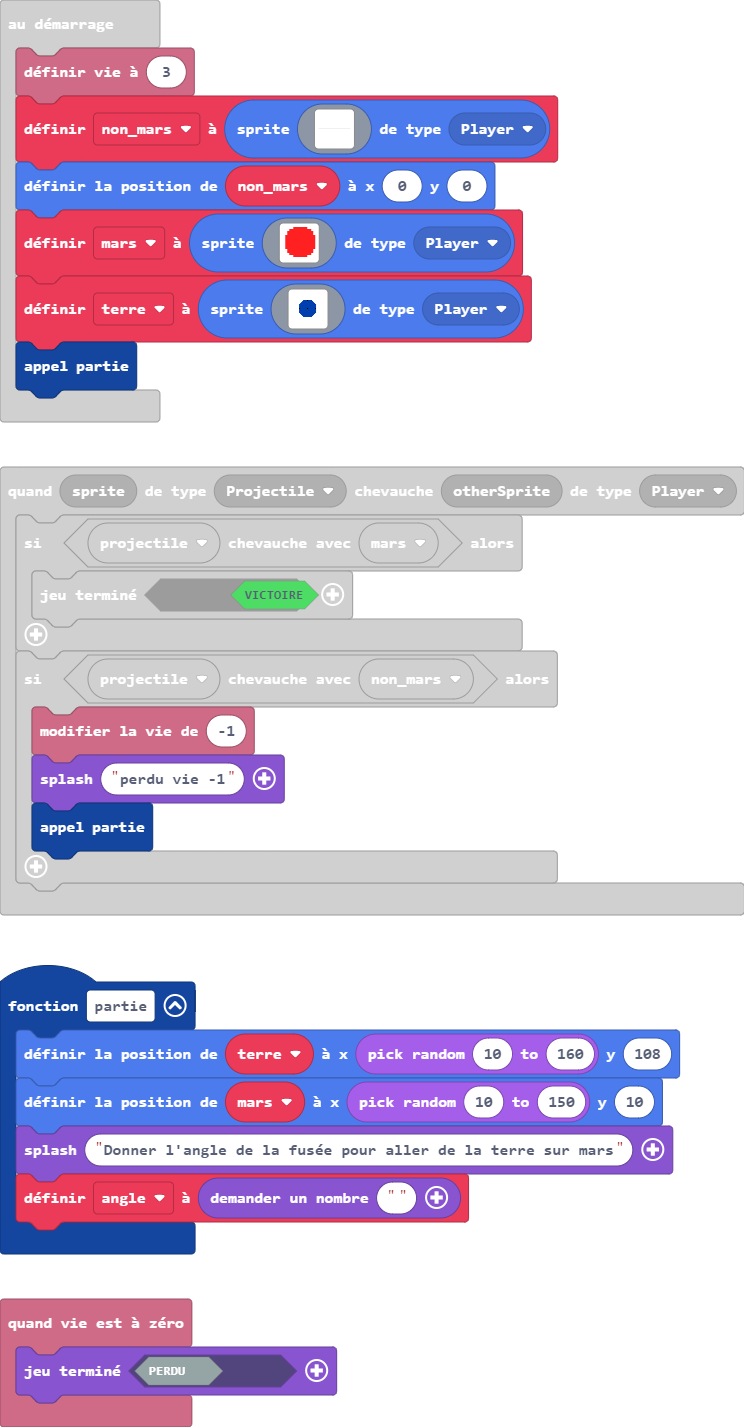 au démarrage
définir vie à 3
définir non_mars à sprite de type Player
définir la position de non_mars à x 0 y 0
définir mars à sprite de type Player
définir terre à sprite de type Player
appel partie
quand sprite de type Projectile chevauche otherSprite de type Player
si projectile chevauche avec mars alors
jeu terminé VICTOIRE
si projectile chevauche avec non_mars alors
modifier la vie de -1
splash "perdu vie -1"
appel partie
fonction partie
définir la position de terre à x pick random 10 to 160 y 108
définir la position de mars à x pick random 10 to 150 y 10
splash "Donner l'angle de la fusée pour aller de la terre sur mars"
définir angle à demander un nombre " "
quand vie est à zéro
jeu terminé PERDU